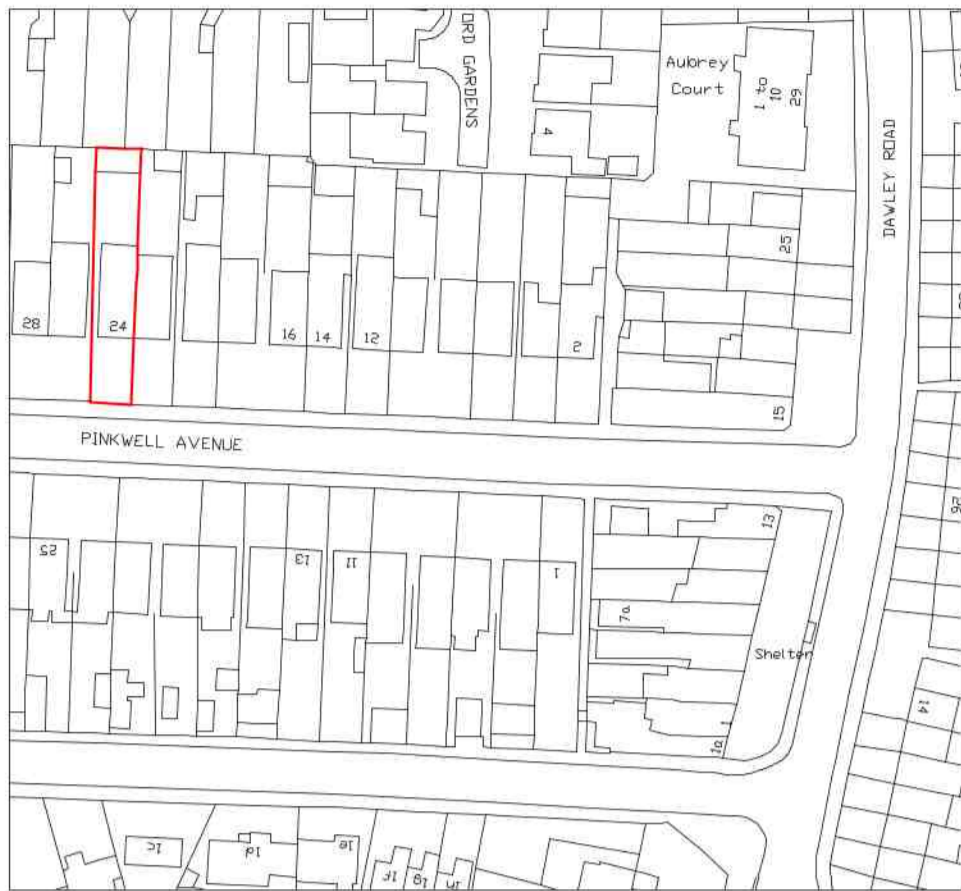 ORD GARDENS
Aubrey
Court
1 to
10
29
4
DAWLEY ROAD
25
28
24
16
14
12
2
15
PINKWELL AVENUE
25
13
11
1
13
7a
Shelter
26
14
1
1a
1c
1d
1e
1f
1g
1h